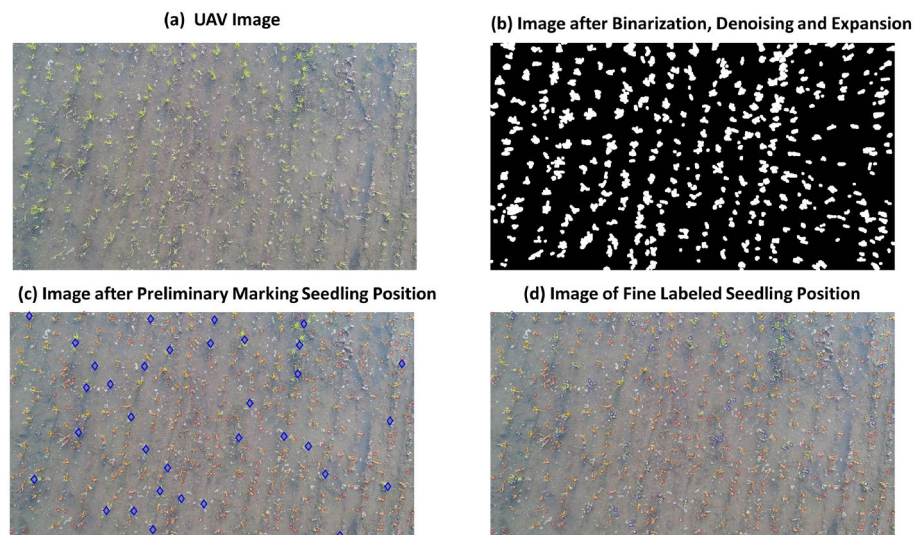 (a) UAV Image
(b) Image after Binarization, Denoising and Expansion
(c) Image after Preliminary Marking Seedling Position
(d) Image of Fine Labeled Seedling Position